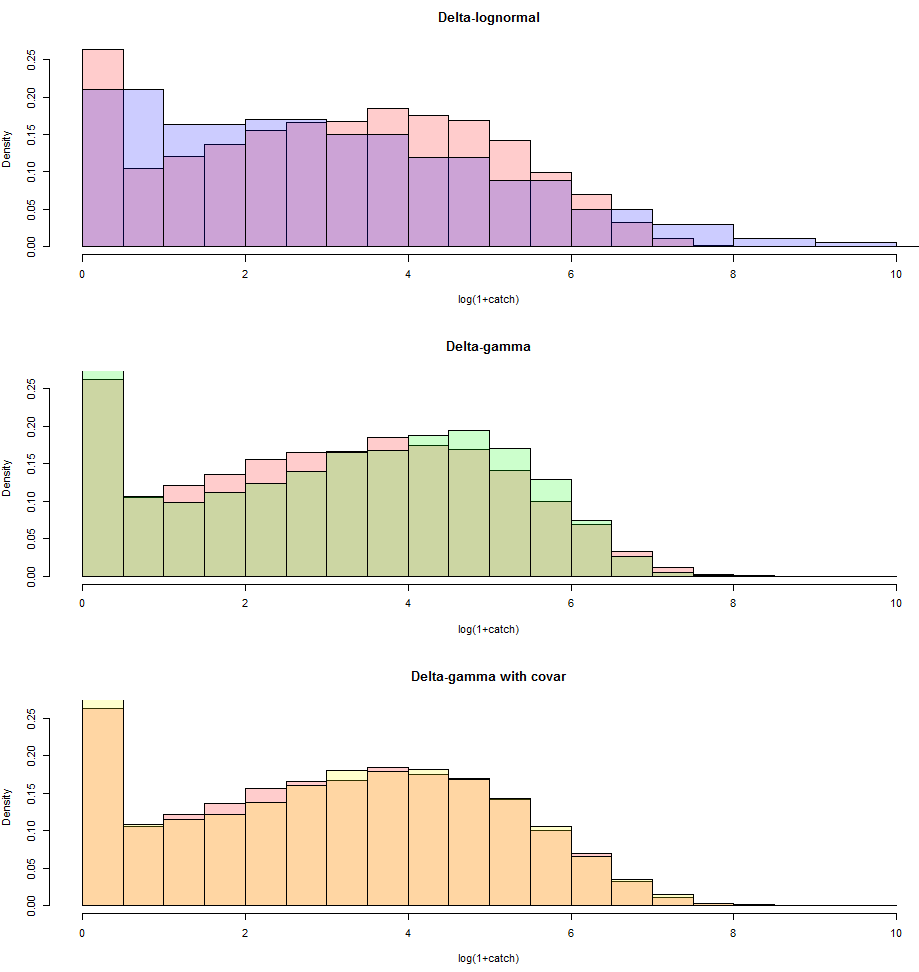 Delta-lognormal
Density
0.00 0.05 0.10 0.15 0.20 0.25
0 2 4 6 8 10
log(1+catch)
Delta-gamma
Density
0.00 0.05 0.10 0.15 0.20 0.25
0 2 4 6 8 10
log(1+catch)
Delta-gamma with covar
Density
0.00 0.05 0.10 0.15 0.20 0.25
0 2 4 6 8 10
log(1+catch)